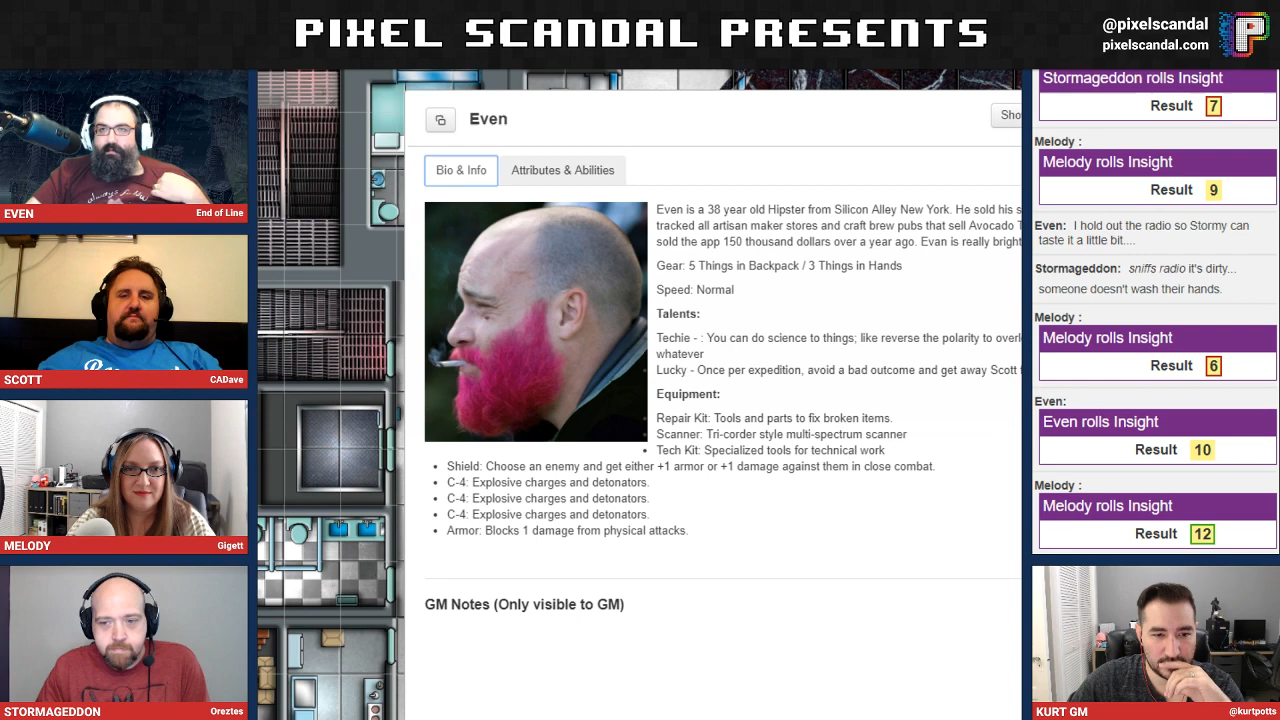 PIXEL SCANDAL PRESENTS
@pixelscandal
pixelscandal.com
EVEN End of Line
SCOTT CADave
MELODY Gigett
STORMAGEDDON Oreztes
Even
Sho
Bio & Info
Attributes & Abilities
Even is a 38 year old Hipster from Silicon Alley New York. He sold his s
tracked all artisan maker stores and craft brew pubs that sell Avocado T
sold the app 150 thousand dollars over a year ago. Evan is really bright
Gear: 5 Things in Backpack / 3 Things in Hands
Speed: Normal
Talents:
Techie - : You can do science to things; like reverse the polarity to overl
whatever
Lucky - Once per expedition, avoid a bad outcome and get away Scott f
Equipment:
Repair Kit: Tools and parts to fix broken items.
Scanner: Tri-corder style multi-spectrum scanner
Tech Kit: Specialized tools for technical work
Shield: Choose an enemy and get either +1 armor or +1 damage against them in close combat.
C-4: Explosive charges and detonators.
C-4: Explosive charges and detonators.
C-4: Explosive charges and detonators.
Armor: Blocks 1 damage from physical attacks.
GM Notes (Only visible to GM)
Stormageddon rolls Insight
Result 7
Melody :
Melody rolls Insight
Result 9
Even: I hold out the radio so Stormy can
taste it a little bit....
Stormageddon: sniffs radio it's dirty...
someone doesn't wash their hands.
Melody :
Melody rolls Insight
Result 6
Even:
Even rolls Insight
Result 10
Melody :
Melody rolls Insight
Result 12
KURT GM @kurtpotts